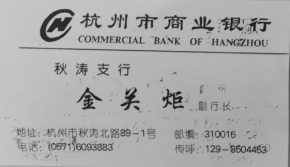 杭州市商业银行
COMMERCIAL BANK OF HANGZHOU
秋涛支行
金关炬 副行长
地址: 杭州市秋涛北路89-1号 邮编: 310016
电话: (0571)6093883 传呼: 129-8504453